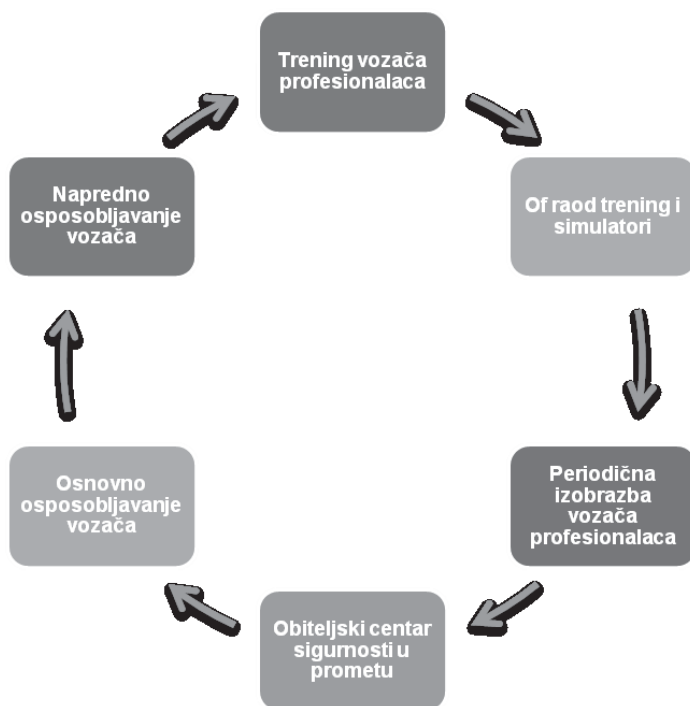 Trening vozača
profesionalaca
Of raod trening i
simulatori
Periodična
izobrazba
vozača
profesionalaca
Obiteljski centar
sigurnosti u
prometu
Osnovno
osposobljavanje
vozača
Napredno
osposobljavanje
vozača